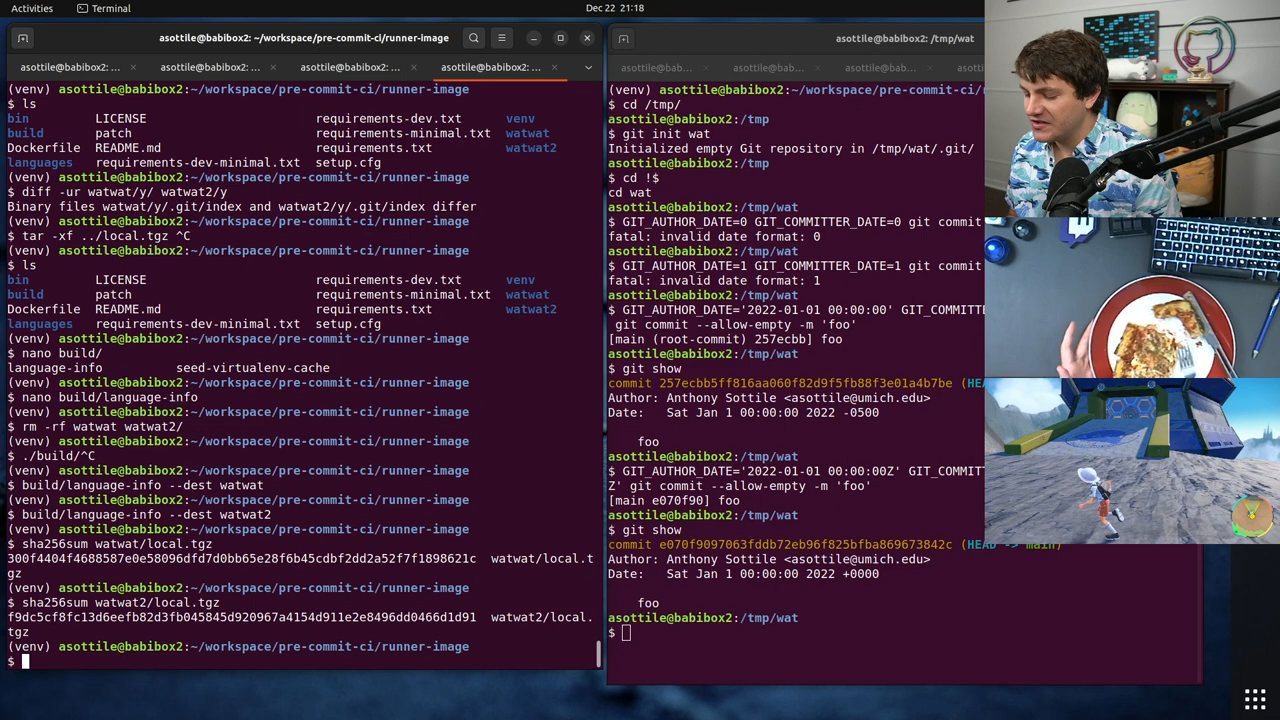 Activities
Terminal
Dec 22 21:18
asottile@babibox2: ~/workspace/pre-commit-ci/runner-image
asottile@babibox2: ...
asottile@babibox2: ...
asottile@babibox2: ...
asottile@babibox2: ...
(venv) asottile@babibox2:~/workspace/pre-commit-ci/runner-image
$ ls
bin LICENSE requirements-dev.txt venv
build patch requirements-minimal.txt watwat
Dockerfile README.md requirements.txt watwat2
languages requirements-dev-minimal.txt setup.cfg
(venv) asottile@babibox2:~/workspace/pre-commit-ci/runner-image
$ diff -ur watwat/y/ watwat2/y
Binary files watwat/y/.git/index and watwat2/y/.git/index differ
(venv) asottile@babibox2:~/workspace/pre-commit-ci/runner-image
$ tar -xf ../local.tgz ^C
(venv) asottile@babibox2:~/workspace/pre-commit-ci/runner-image
$ ls
bin LICENSE requirements-dev.txt venv
build patch requirements-minimal.txt watwat
Dockerfile README.md requirements.txt watwat2
languages requirements-dev-minimal.txt setup.cfg
(venv) asottile@babibox2:~/workspace/pre-commit-ci/runner-image
$ nano build/
language-info seed-virtualenv-cache
(venv) asottile@babibox2:~/workspace/pre-commit-ci/runner-image
$ nano build/language-info
(venv) asottile@babibox2:~/workspace/pre-commit-ci/runner-image
$ rm -rf watwat watwat2/
(venv) asottile@babibox2:~/workspace/pre-commit-ci/runner-image
$ ./build/^C
(venv) asottile@babibox2:~/workspace/pre-commit-ci/runner-image
$ build/language-info --dest watwat
(venv) asottile@babibox2:~/workspace/pre-commit-ci/runner-image
$ build/language-info --dest watwat2
(venv) asottile@babibox2:~/workspace/pre-commit-ci/runner-image
$ sha256sum watwat/local.tgz
300f4404f4688587e0e58096dfd7d0bb65e28f6b45cdbf2dd2a52f7f1898621c watwat/local.t
gz
(venv) asottile@babibox2:~/workspace/pre-commit-ci/runner-image
$ sha256sum watwat2/local.tgz
f9dc5cf8fc13d6eefb82d3fb045845d920967a4154d911e2e8496dd0466d1d91 watwat2/local.
tgz
(venv) asottile@babibox2:~/workspace/pre-commit-ci/runner-image
$
asottile@babibox2: /tmp/wat
asottile@bab...
asottile@bab...
asottile@bab...
(venv) asottile@babibox2:~/workspace/pre-commit-ci/r
$ cd /tmp/
asottile@babibox2:/tmp
$ git init wat
Initialized empty Git repository in /tmp/wat/.git/
asottile@babibox2:/tmp
$ cd !$
cd wat
asottile@babibox2:/tmp/wat
$ GIT_AUTHOR_DATE=0 GIT_COMMITTER_DATE=0 git commit
fatal: invalid date format: 0
asottile@babibox2:/tmp/wat
$ GIT_AUTHOR_DATE=1 GIT_COMMITTER_DATE=1 git commit
fatal: invalid date format: 1
asottile@babibox2:/tmp/wat
$ GIT_AUTHOR_DATE='2022-01-01 00:00:00' GIT_COMMITT
git commit --allow-empty -m 'foo'
[main (root-commit) 257ecbb] foo
asottile@babibox2:/tmp/wat
$ git show
commit 257ecbb5ff816aa060f82d9f5fb88f3e01a4b7be (HEA
Author: Anthony Sottile <asottile@umich.edu>
Date: Sat Jan 1 00:00:00 2022 -0500
foo
asottile@babibox2:/tmp/wat
$ GIT_AUTHOR_DATE='2022-01-01 00:00:00Z' GIT_COMMITT
Z' git commit --allow-empty -m 'foo'
[main e070f90] foo
asottile@babibox2:/tmp/wat
$ git show
commit e070f9097063fddb72eb96f825bfba869673842c (HEAD -> main)
Author: Anthony Sottile <asottile@umich.edu>
Date: Sat Jan 1 00:00:00 2022 +0000
foo
asottile@babibox2:/tmp/wat
$